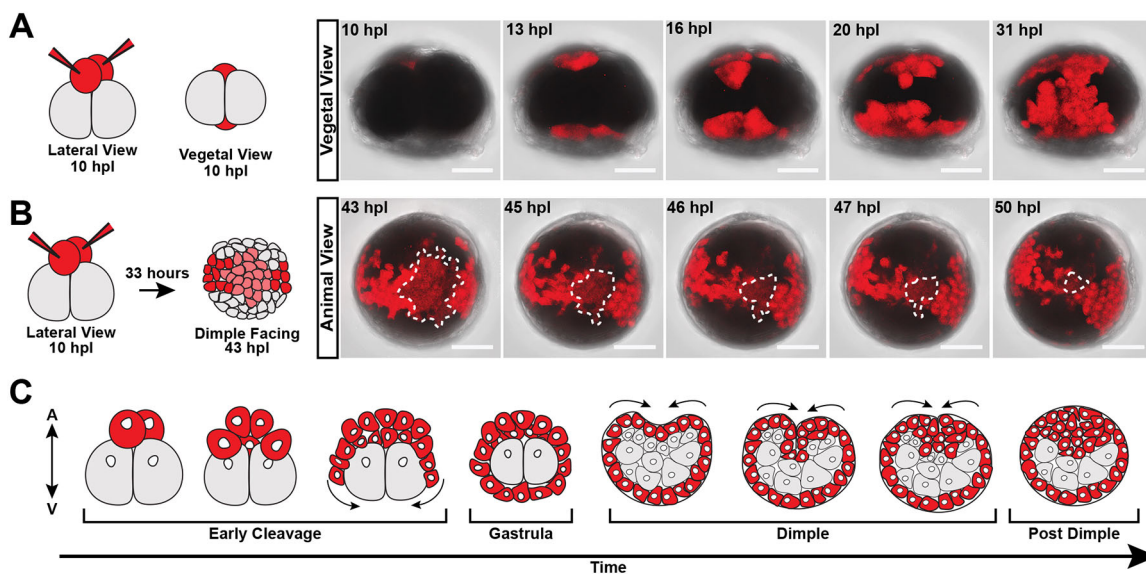 A
Lateral View
10 hpl
Vegetal View
10 hpl
Vegetal View
10 hpl
13 hpl
16 hpl
20 hpl
31 hpl
B
Lateral View
10 hpl
33 hours
Dimple Facing
43 hpl
Animal View
43 hpl
45 hpl
46 hpl
47 hpl
50 hpl
C
A
V
Early Cleavage
Gastrula
Dimple
Post Dimple
Time